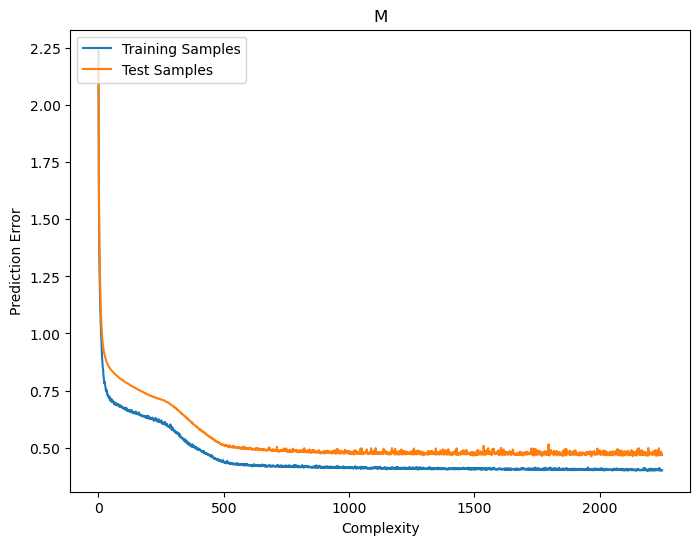 M
Training Samples
Test Samples
2.25
2.00
1.75
1.50
1.25
1.00
0.75
0.50
Prediction Error
0 500 1000 1500 2000
Complexity